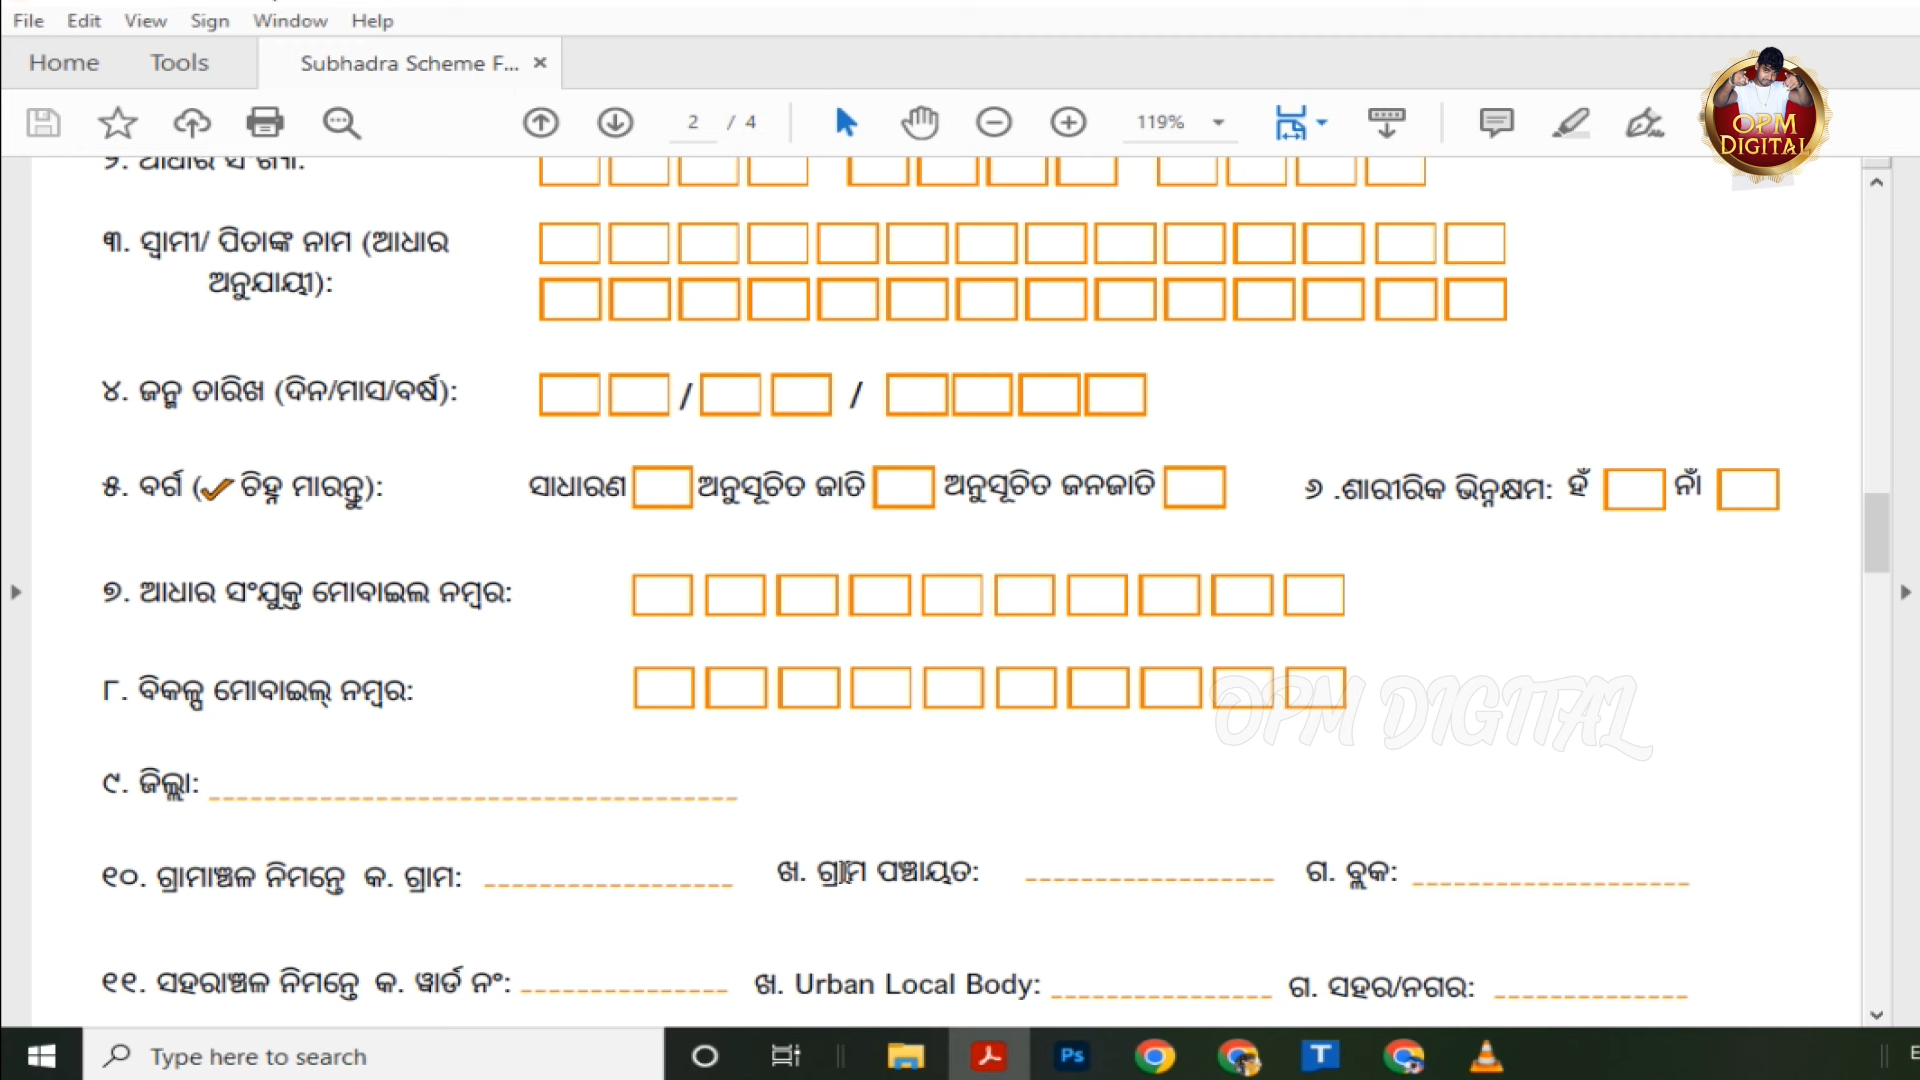 File Edit View Sign Window Help
Home Tools Subhadra Scheme F... ×
2 / 4 119%
OPM
DIGITAL
୨. ଆଧାର ସଂଖ୍ୟା:
୩. ସ୍ୱାମୀ/ ପିତାଙ୍କ ନାମ (ଆଧାର
ଅନୁଯାୟୀ):
୪. ଜନ୍ମ ତାରିଖ (ଦିନ/ମାସ/ବର୍ଷ): / /
୫. ବର୍ଗ (✓ ଚିହ୍ନ ମାରନ୍ତୁ): ସାଧାରଣ ଅନୁସୂଚିତ ଜାତି ଅନୁସୂଚିତ ଜନଜାତି ୬ .ଶାରୀରିକ ଭିନ୍ନକ୍ଷମ: ହଁ ନାଁ
୭. ଆଧାର ସଂଯୁକ୍ତ ମୋବାଇଲ ନମ୍ବର:
୮. ବିକଳ୍ପ ମୋବାଇଲ୍ ନମ୍ବର:
OPM DIGITAL
୯. ଜିଲ୍ଲା:
୧୦. ଗ୍ରାମାଞ୍ଚଳ ନିମନ୍ତେ କ. ଗ୍ରାମ: ଖ. ଗ୍ରାମ ପଞ୍ଚାୟତ: ଗ. ବ୍ଲକ:
୧୧. ସହରାଞ୍ଚଳ ନିମନ୍ତେ କ. ୱାର୍ଡ ନଂ: ଖ. Urban Local Body: ଗ. ସହର/ନଗର:
Type here to search